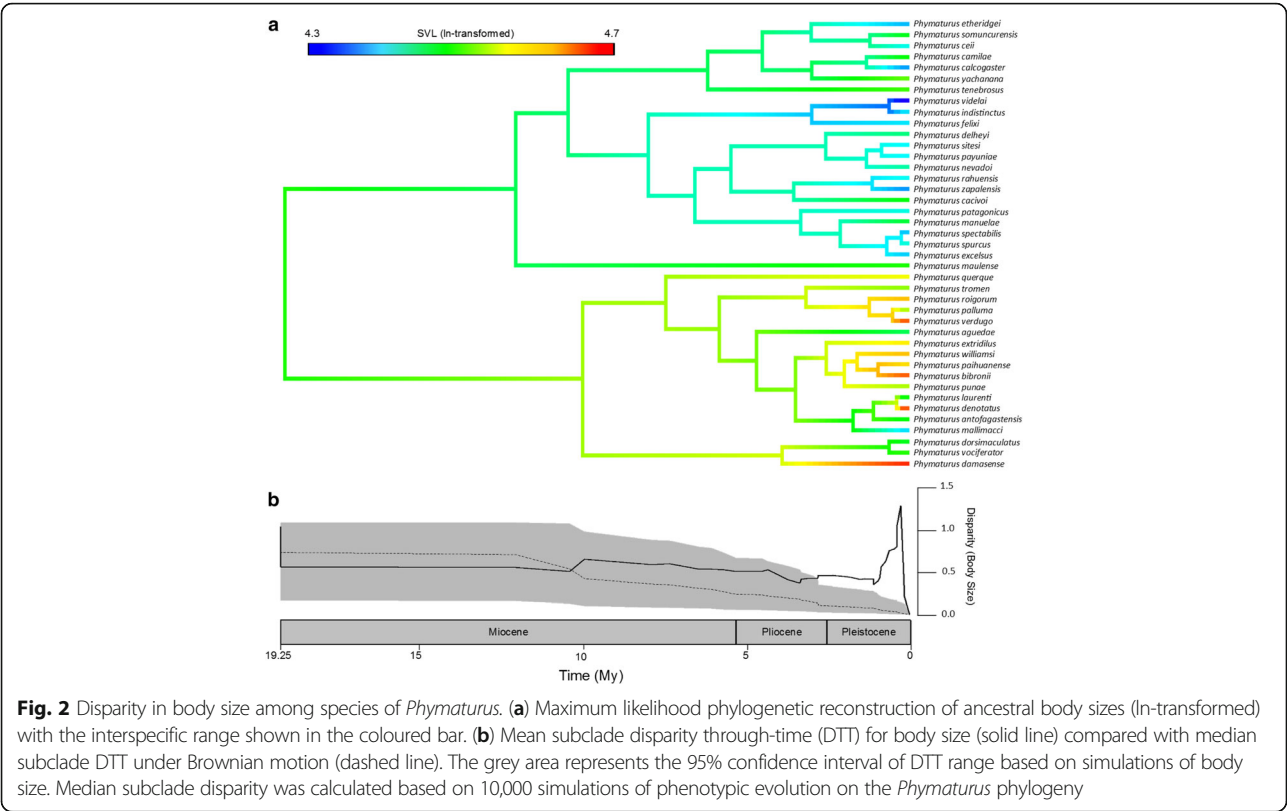 a
4.3 SVL (ln-transformed) 4.7
Phymaturus etheridgei
Phymaturus somuncurensis
Phymaturus ceii
Phymaturus camilae
Phymaturus calcogaster
Phymaturus yachanana
Phymaturus tenebrosus
Phymaturus videlai
Phymaturus indistinctus
Phymaturus felixi
Phymaturus delheyi
Phymaturus sitesi
Phymaturus payuniae
Phymaturus nevadoi
Phymaturus rahuensis
Phymaturus zapalensis
Phymaturus cacivoi
Phymaturus patagonicus
Phymaturus manuelae
Phymaturus spectabilis
Phymaturus spurcus
Phymaturus excelsus
Phymaturus maulense
Phymaturus querque
Phymaturus tromen
Phymaturus roigorum
Phymaturus palluma
Phymaturus verdugo
Phymaturus aguedae
Phymaturus extridilus
Phymaturus williamsi
Phymaturus paihuanense
Phymaturus bibronii
Phymaturus punae
Phymaturus laurenti
Phymaturus denotatus
Phymaturus antofagastensis
Phymaturus mallimacci
Phymaturus dorsimaculatus
Phymaturus vociferator
Phymaturus damasense
b
1.5
1.0
0.5
0.0
Disparity (Body Size)
Miocene Pliocene Pleistocene
19.25 15 10 5 0
Time (My)
Fig. 2 Disparity in body size among species of Phymaturus. (a) Maximum likelihood phylogenetic reconstruction of ancestral body sizes (ln-transformed)
with the interspecific range shown in the coloured bar. (b) Mean subclade disparity through-time (DTT) for body size (solid line) compared with median
subclade DTT under Brownian motion (dashed line). The grey area represents the 95% confidence interval of DTT range based on simulations of body
size. Median subclade disparity was calculated based on 10,000 simulations of phenotypic evolution on the Phymaturus phylogeny